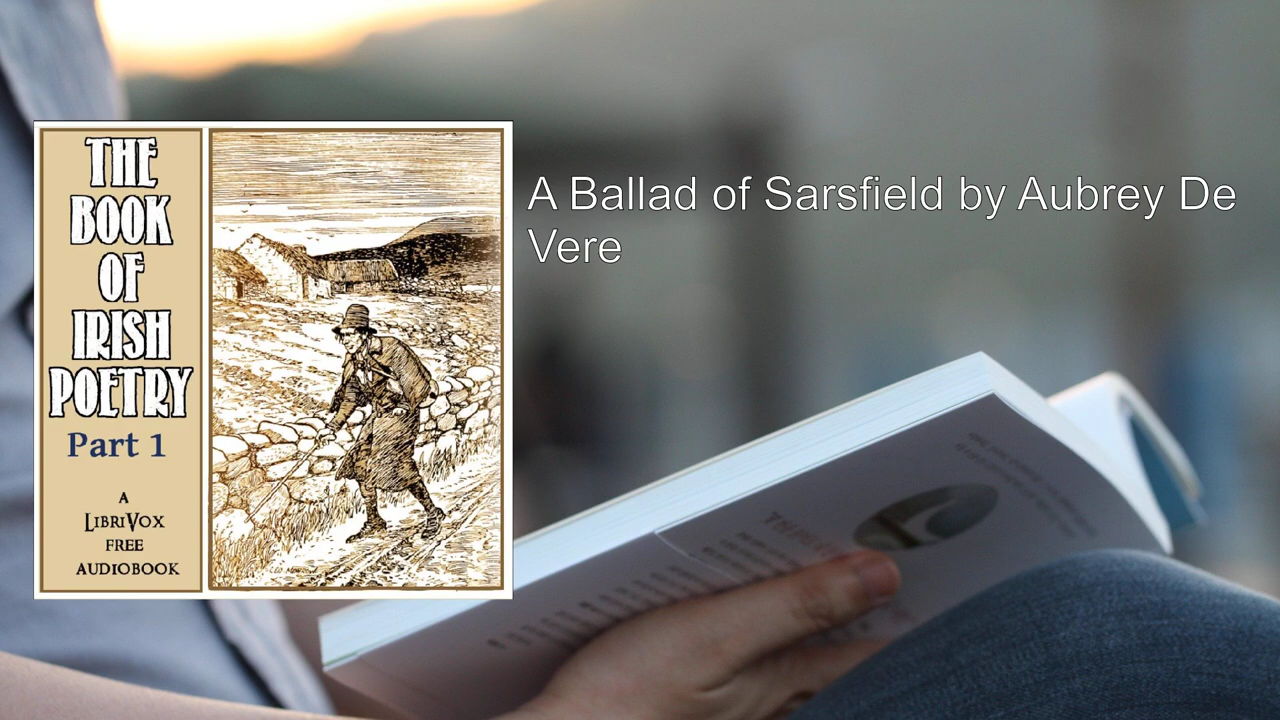 THE
BOOK
OF
IRISH
POETRY
Part 1
A
LIBRIVOX
FREE
AUDIOBOOK
A Ballad of Sarsfield by Aubrey De
Vere